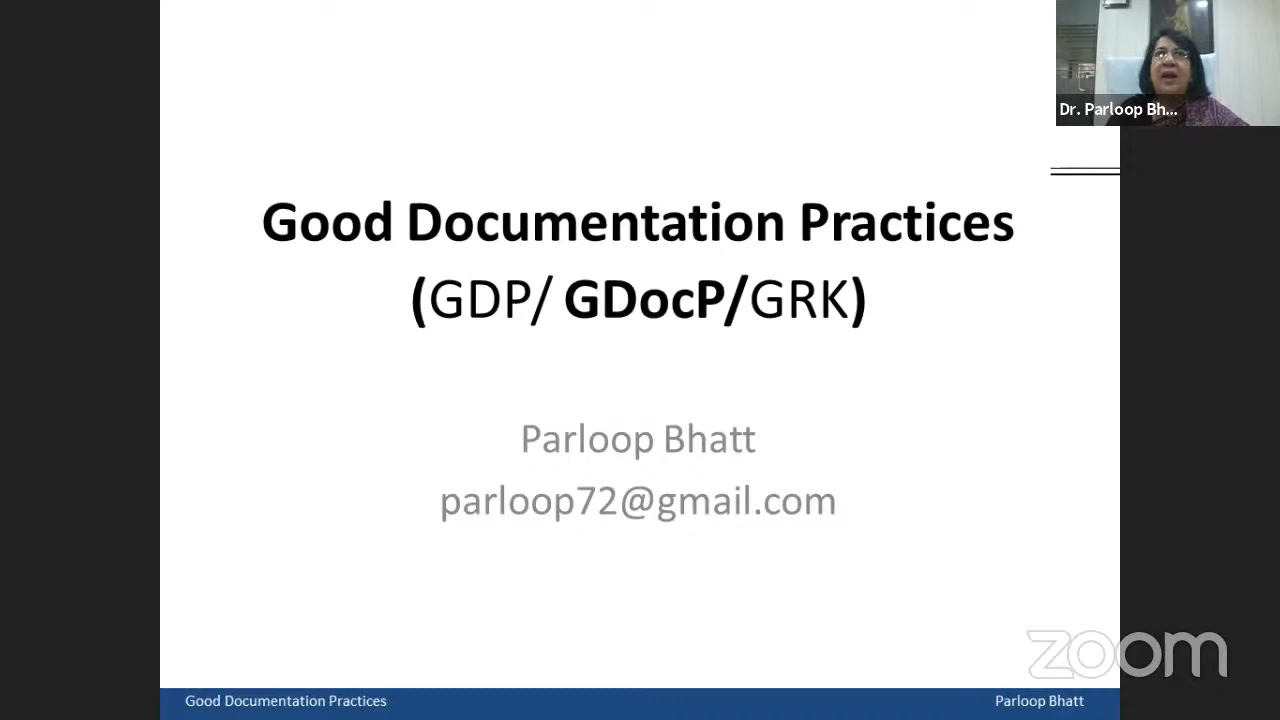 Dr. Parloop Bh...
Good Documentation Practices
(GDP/ GDocP/GRK)
Parloop Bhatt
parloop72@gmail.com
zoom
Good Documentation Practices
Parloop Bhatt